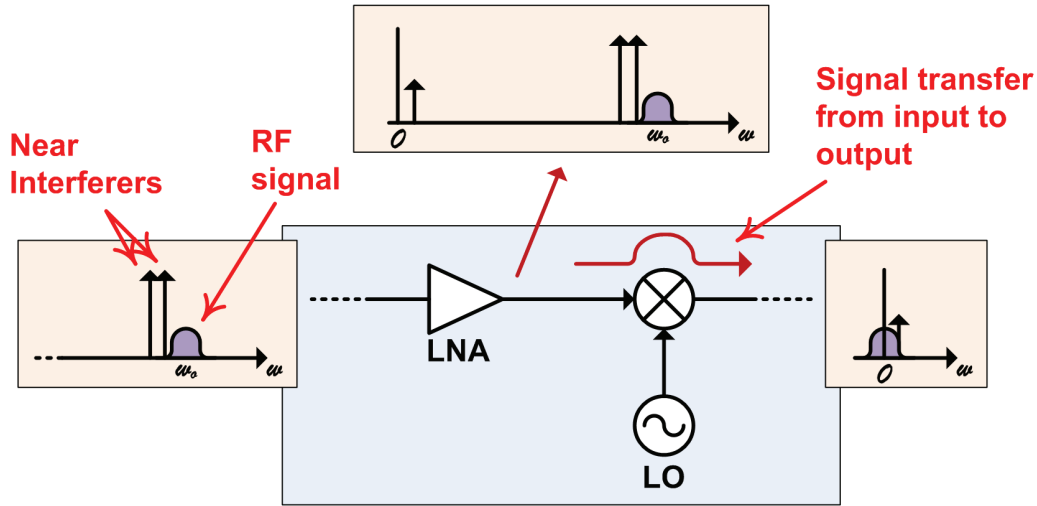 0
ω₀
ω
Signal transfer
from input to
output
Near
Interferers
RF
signal
ω₀
ω
LNA
LO
0
ω